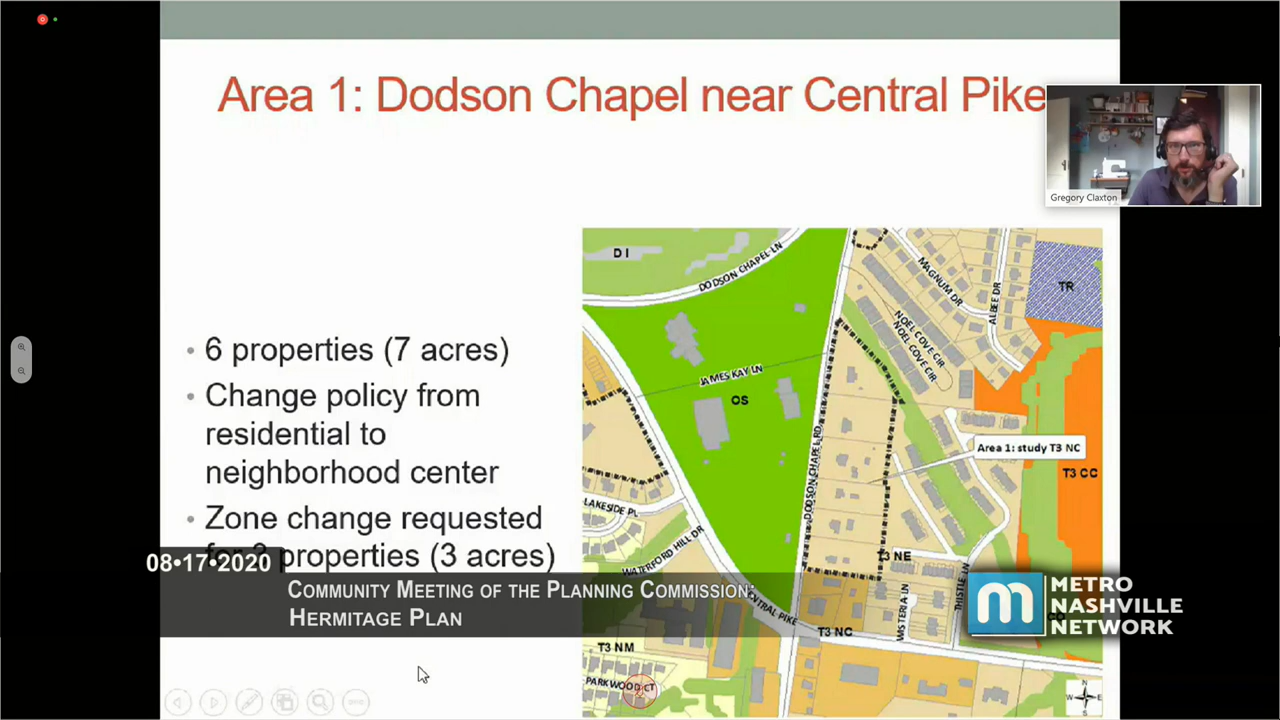 Area 1: Dodson Chapel near Central Pike
Gregory Claxton
• 6 properties (7 acres)
• Change policy from
residential to
neighborhood center
• Zone change requested
properties (3 acres)
D I
DODSON CHAPEL LN
MAGNUM DR
ALBEE DR
TR
NOEL COVE CIR
NOEL COVE CIR
JAMES KAY LN
OS
Area 1: study T3 NC
T3 CC
DODSON CHAPEL RD
LAKESIDE PL
WATERFORD HILL DR
T3 NE
THISTLE LN
WISTERIA LN
CENTRAL PIKE
T3 NC
T3 NM
PARKWOOD CT
W E
S
08•17•2020
COMMUNITY MEETING OF THE PLANNING COMMISSION:
HERMITAGE PLAN
m
METRO
NASHVILLE
NETWORK